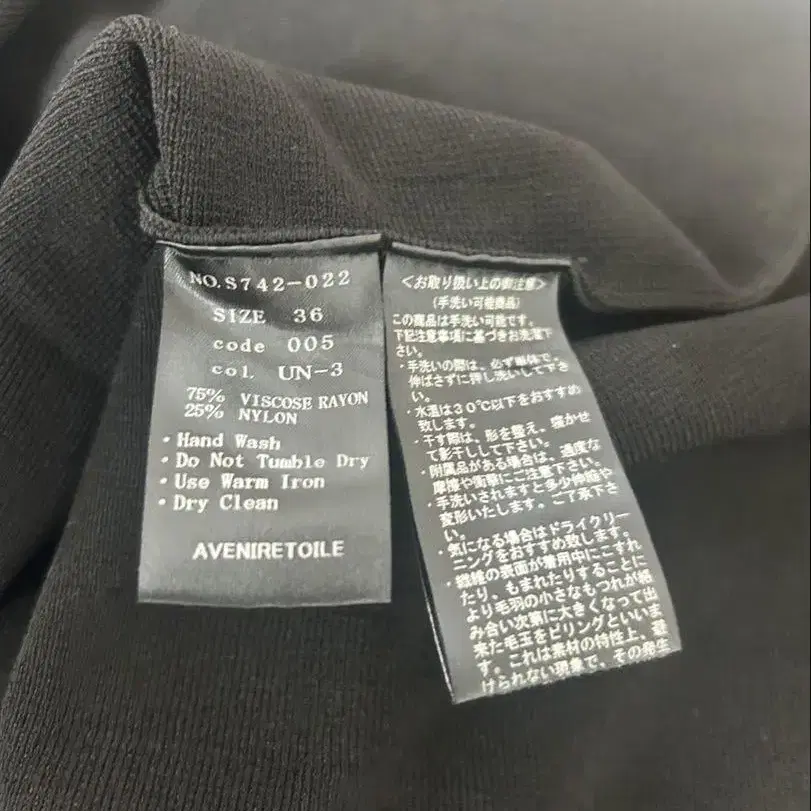 NO.S742-022
SIZE 36
code 005
col. UN-3
75% VISCOSE RAYON
25% NYLON
・Hand Wash
・Do Not Tumble Dry
・Use Warm Iron
・Dry Clean
AVENIRETOILE
＜お取り扱い上の御注意＞
(手洗い可能商品)
この商品は手洗い可能です。
下記注意事項に基づきお洗濯下
さい。
・手洗いの際は、必ず単体で、
伸ばさずに押し洗いして下さ
い。
・水温は30℃以下をおすすめ
致します。
・干す際は、形を整え、寝かせ
て影干しして下さい。
・附属品がある場合は、過度な
摩擦や衝撃にご注意下さい。
・手洗いされますと多少伸縮や
変形いたします。ご了承下さ
い。
・気になる場合はドライクリー
ニングをおすすめ致します。
・繊維の表面が着用中にこすれ
たり、もまれたりすることに
より毛羽の小さなもつれが絡
み合い次第に大きくなって出
来た毛玉をピリングといいま
す。これは素材の特性上、避
けられない現象で、その発生